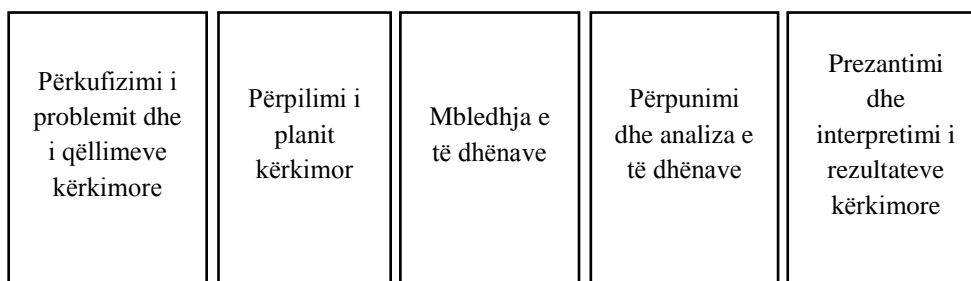 Përkufizimi i
problemit dhe
i qëllimeve
kërkimore
Përpilimi i
planit
kërkimor
Mbledhja e
të dhënave
Përpunimi
dhe analiza e
të dhënave
Prezantimi
dhe
interpretimi i
rezultateve
kërkimore